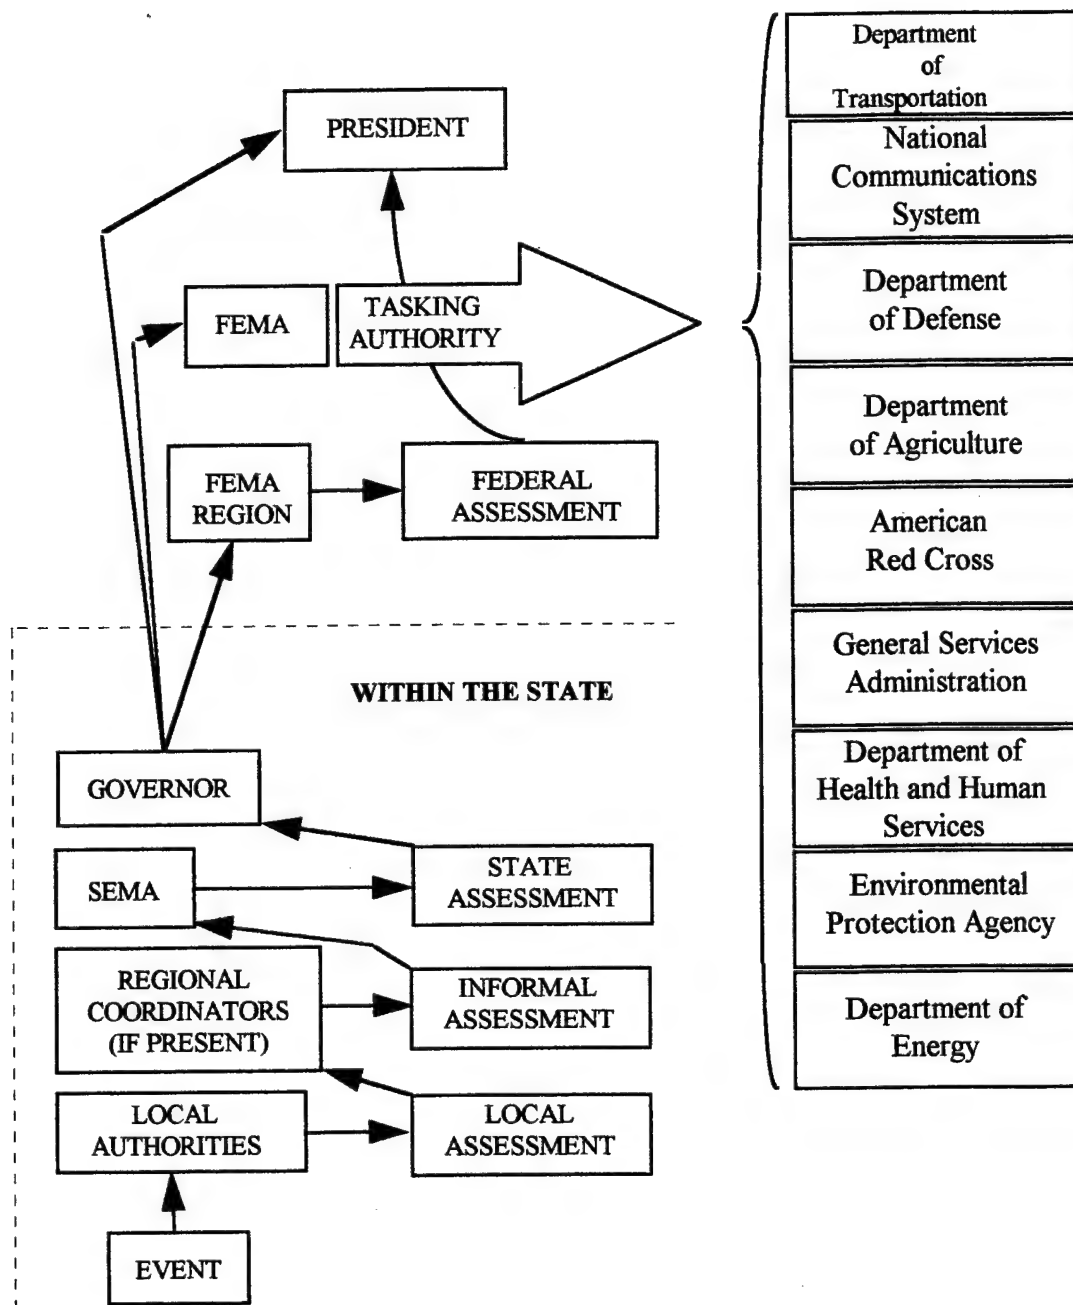 PRESIDENT
FEMA
TASKING
AUTHORITY
FEMA
REGION
FEDERAL
ASSESSMENT
WITHIN THE STATE
GOVERNOR
STATE
ASSESSMENT
SEMA
REGIONAL
COORDINATORS
(IF PRESENT)
INFORMAL
ASSESSMENT
LOCAL
AUTHORITIES
LOCAL
ASSESSMENT
EVENT
Department
of
Transportation
National
Communications
System
Department
of Defense
Department
of Agriculture
American
Red Cross
General Services
Administration
Department of
Health and Human
Services
Environmental
Protection Agency
Department of
Energy